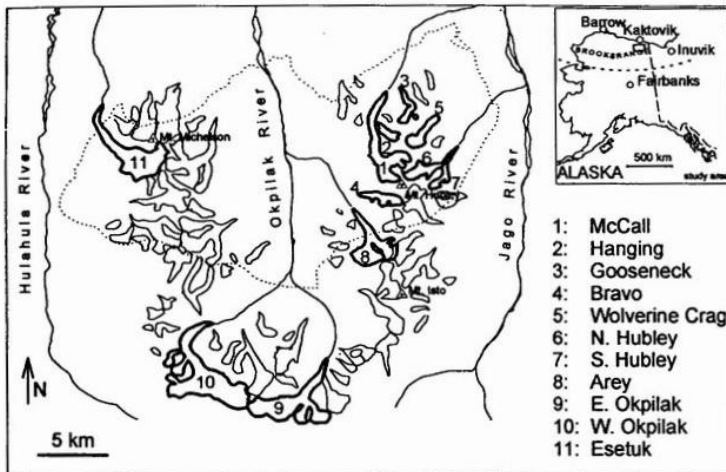 Barrow
Kaktovik
BROOKS RANGE
Inuvik
Fairbanks
500 km
ALASKA
study area
Hulahula River
Okpilak River
Jago River
Mt. Michelson
Mt. Isto
3
5
11
1
6
7
4
8
10
9
N
5 km
1: McCall
2: Hanging
3: Gooseneck
4: Bravo
5: Wolverine Crag
6: N. Hubley
7: S. Hubley
8: Arey
9: E. Okpilak
10: W. Okpilak
11: Esetuk